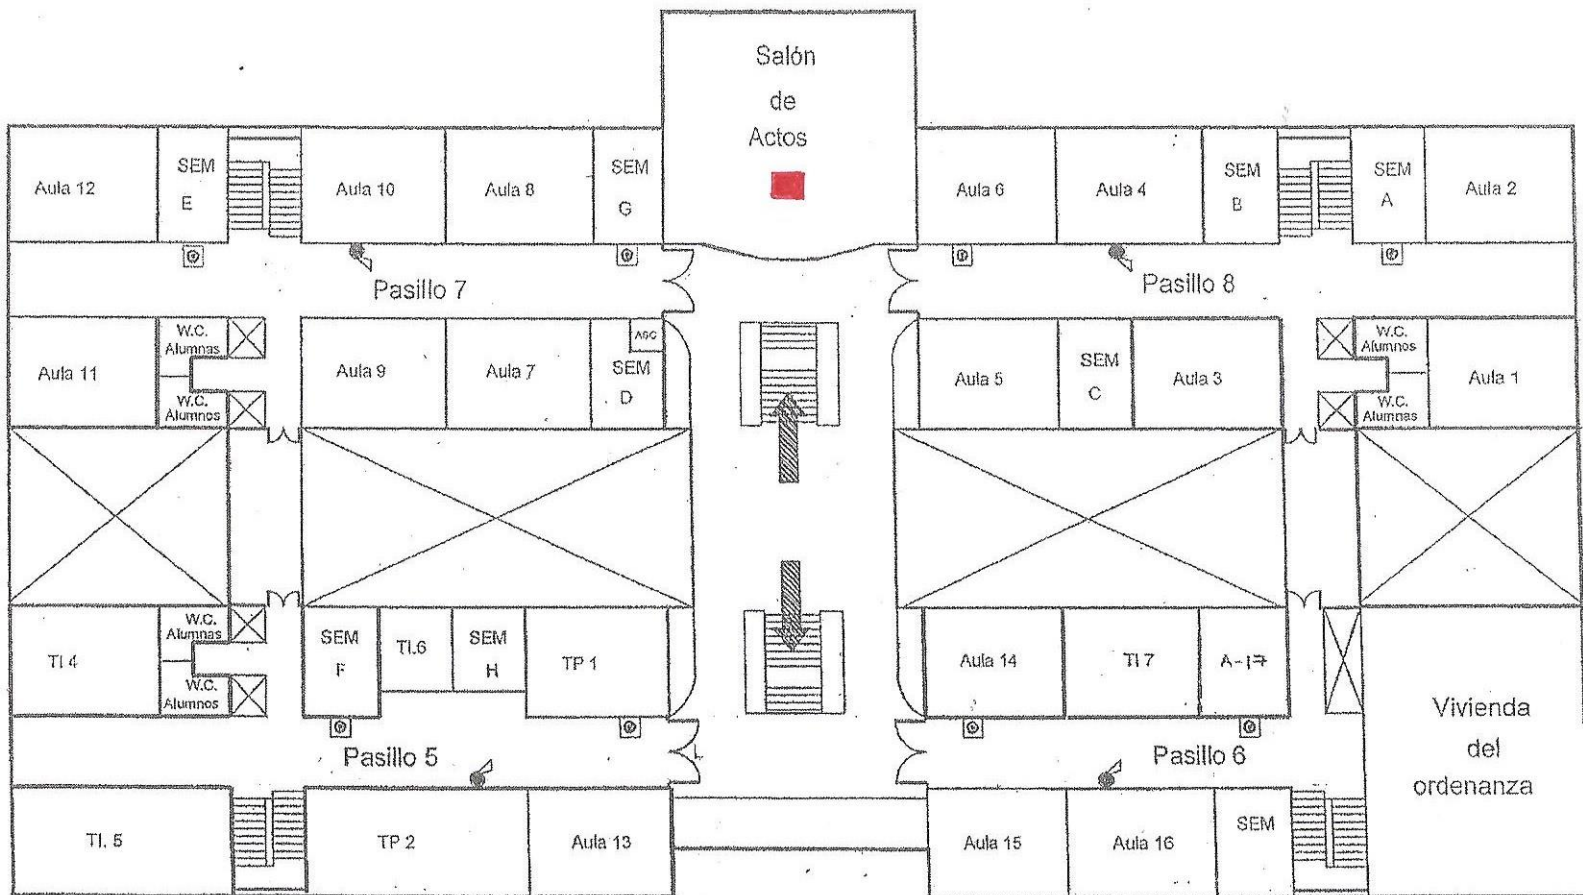 Salón
de
Actos
Aula 12
SEM
E
Aula 10
Aula 8
SEM
G
Aula 6
Aula 4
SEM
B
SEM
A
Aula 2
Pasillo 7
Pasillo 8
Aula 11
W.C.
Alumnas
W.C.
Alumnos
Aula 9
Aula 7
ASC
SEM
D
Aula 5
SEM
C
Aula 3
W.C.
Alumnos
W.C.
Alumnas
Aula 1
TI 4
W.C.
Alumnas
W.C.
Alumnos
SEM
F
TI.6
SEM
H
TP 1
Aula 14
TI 7
A-17
Vivienda
del
ordenanza
Pasillo 5
Pasillo 6
TI. 5
TP 2
Aula 13
Aula 15
Aula 16
SEM